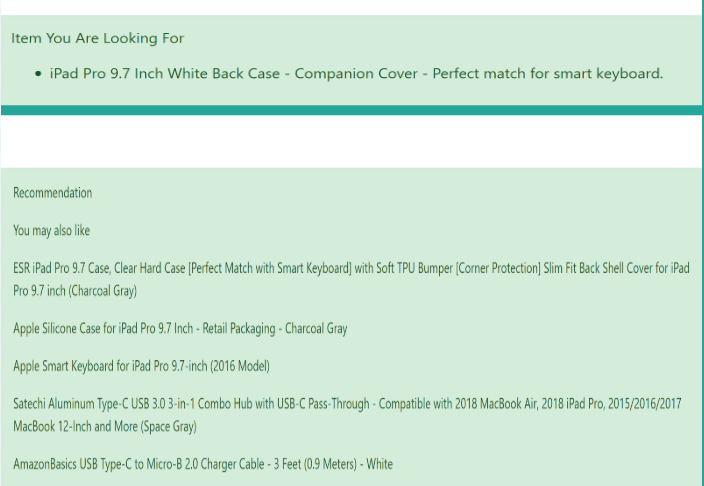 Item You Are Looking For
• iPad Pro 9.7 Inch White Back Case - Companion Cover - Perfect match for smart keyboard.
Recommendation
You may also like
ESR iPad Pro 9.7 Case, Clear Hard Case [Perfect Match with Smart Keyboard] with Soft TPU Bumper [Corner Protection] Slim Fit Back Shell Cover for iPad
Pro 9.7 inch (Charcoal Gray)
Apple Silicone Case for iPad Pro 9.7 Inch - Retail Packaging - Charcoal Gray
Apple Smart Keyboard for iPad Pro 9.7-inch (2016 Model)
Satechi Aluminum Type-C USB 3.0 3-in-1 Combo Hub with USB-C Pass-Through - Compatible with 2018 MacBook Air, 2018 iPad Pro, 2015/2016/2017
MacBook 12-Inch and More (Space Gray)
AmazonBasics USB Type-C to Micro-B 2.0 Charger Cable - 3 Feet (0.9 Meters) - White